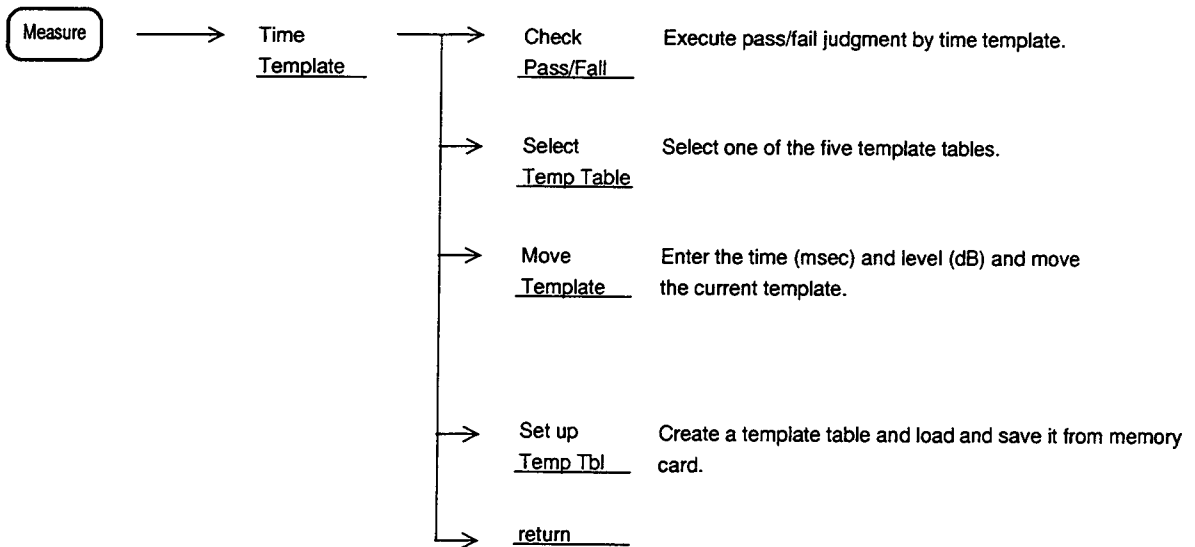 Measure
Time
Template
Check
Pass/Fall
Execute pass/fail judgment by time template.
Select
Temp Table
Select one of the five template tables.
Move
Template
Enter the time (msec) and level (dB) and move
the current template.
Set up
Temp Tbl
Create a template table and load and save it from memory
card.
return